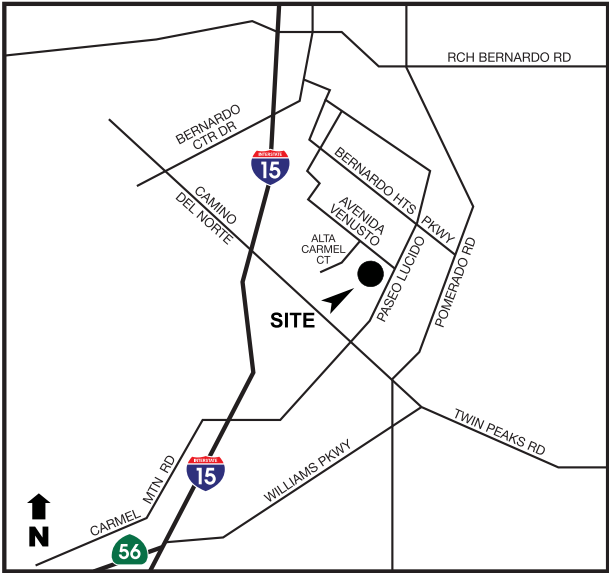 RCH BERNARDO RD
BERNARDO
CTR DR
INTERSTATE
15
BERNARDO HTS PKWY
CAMINO
DEL NORTE
AVENIDA
VENUSTO
ALTA
CARMEL
CT
PASEO LUCIDO
POMERADO RD
SITE
TWIN PEAKS RD
WILLIAMS PKWY
INTERSTATE
15
CARMEL MTN RD
N
56